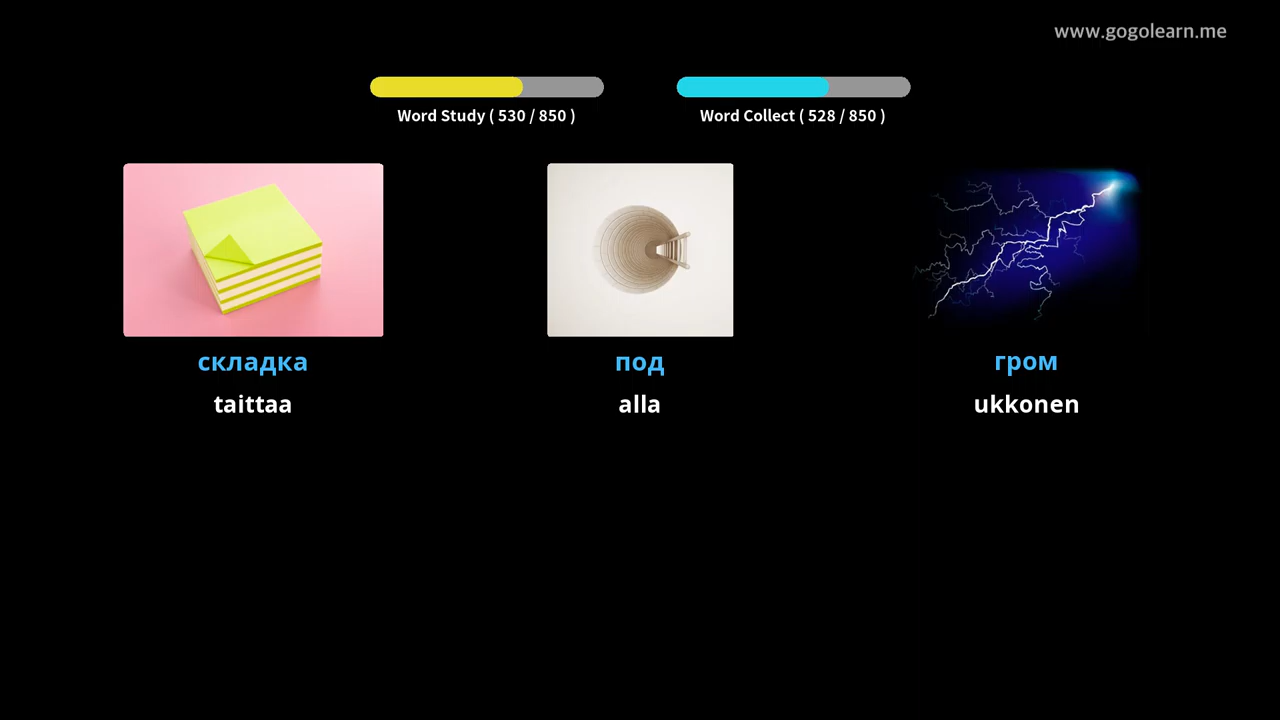 www.gogolearn.me
Word Study ( 530 / 850 )
Word Collect ( 528 / 850 )
складка
под
гром
taittaa
alla
ukkonen